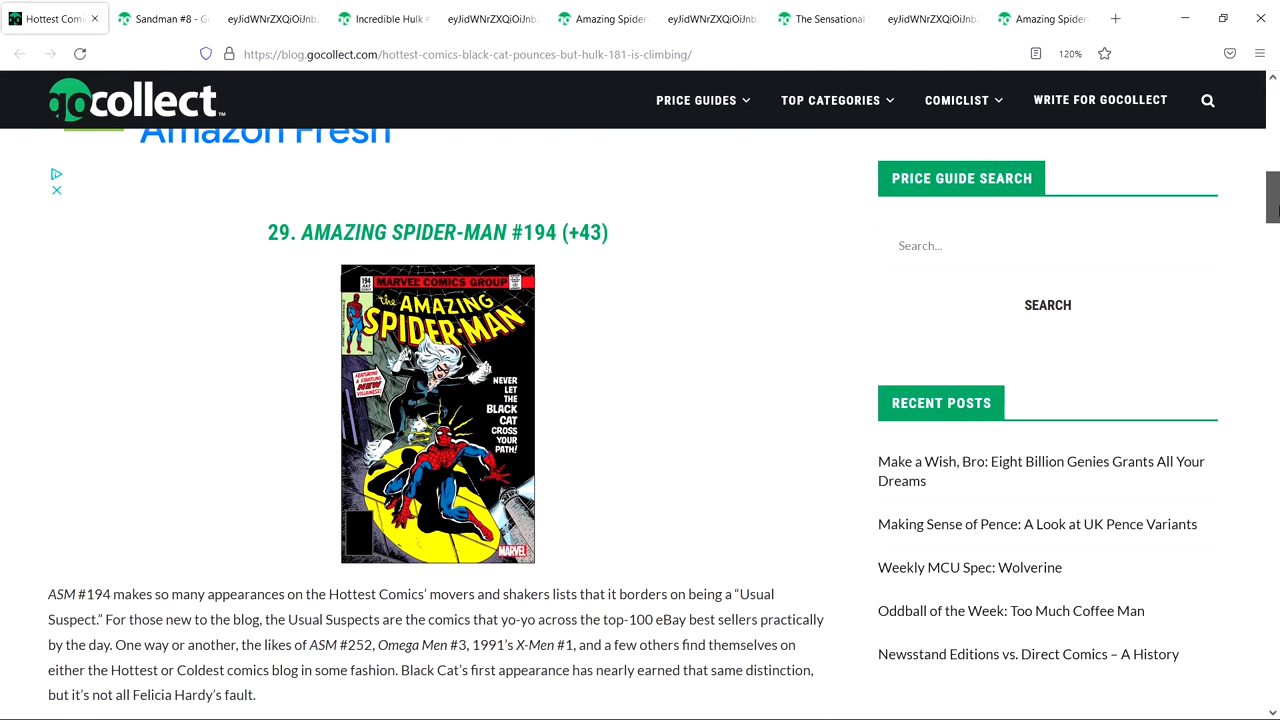 Hottest Comi
Sandman #8 - G
eyJidWNrZXQiOiJnb.
Incredible Hulk #
eyJidWNrZXQiOiJnb.
Amazing Spider
eyJidWNrZXQiOiJnb.
The Sensational
eyJidWNrZXQiOiJnb.
Amazing Spider-
https://blog.gocollect.com/hottest-comics-black-cat-pounces-but-hulk-181-is-climbing/
120%
gocollect™
PRICE GUIDES
TOP CATEGORIES
COMICLIST
WRITE FOR GOCOLLECT
Amazon Fresh
29. AMAZING SPIDER-MAN #194 (+43)
194
MARVEL COMICS GROUP
the AMAZING
SPIDER-MAN
FEATURING
A STARTLING
NEW
VILLAINESS!
NEVER
LET
THE
BLACK
CAT
CROSS
YOUR
PATH!
MARVEL
ASM #194 makes so many appearances on the Hottest Comics’ movers and shakers lists that it borders on being a “Usual
Suspect.” For those new to the blog, the Usual Suspects are the comics that yo-yo across the top-100 eBay best sellers practically
by the day. One way or another, the likes of ASM #252, Omega Men #3, 1991’s X-Men #1, and a few others find themselves on
either the Hottest or Coldest comics blog in some fashion. Black Cat’s first appearance has nearly earned that same distinction,
but it’s not all Felicia Hardy’s fault.
PRICE GUIDE SEARCH
Search...
SEARCH
RECENT POSTS
Make a Wish, Bro: Eight Billion Genies Grants All Your
Dreams
Making Sense of Pence: A Look at UK Pence Variants
Weekly MCU Spec: Wolverine
Oddball of the Week: Too Much Coffee Man
Newsstand Editions vs. Direct Comics – A History